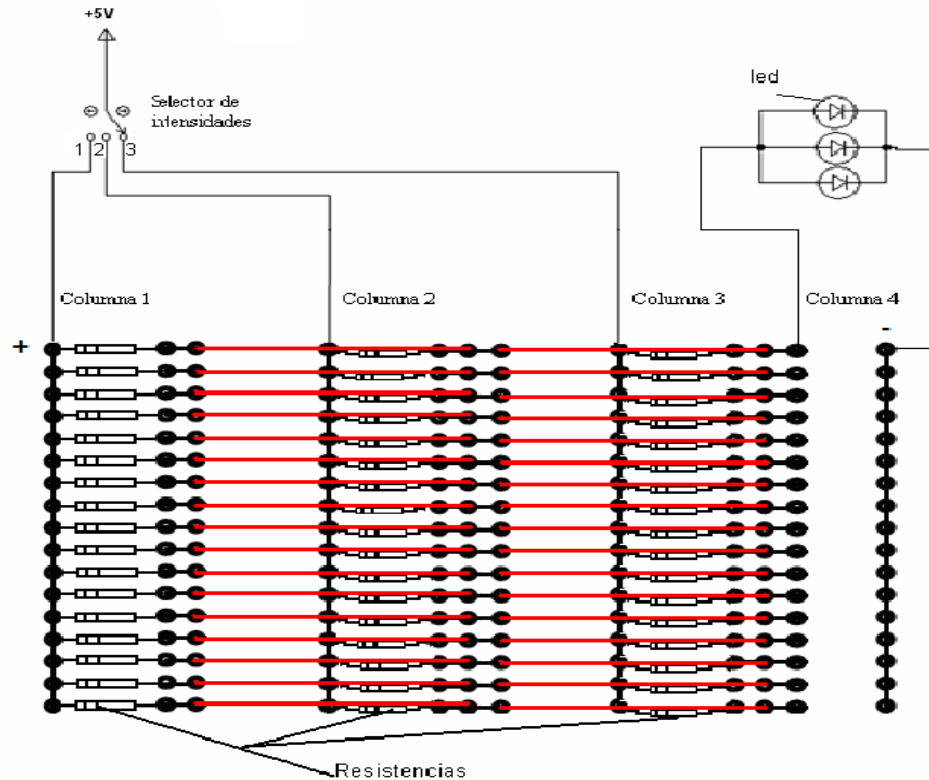 +5V
Selector de
intensidades
1 2 3
led
Columna 1
Columna 2
Columna 3
Columna 4
+
-
Resistencias